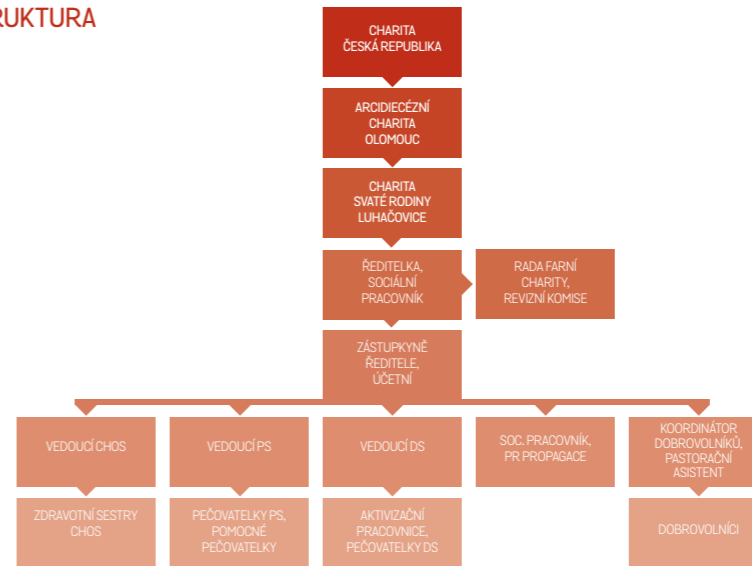 RUKTURA
CHARITA
ČESKÁ REPUBLIKA
ARCIDIECÉZNÍ
CHARITA
OLOMOUC
CHARITA
SVATÉ RODINY
LUHAČOVICE
ŘEDITELKA,
SOCIÁLNÍ
PRACOVNÍK
RADA FARNÍ
CHARITY,
REVIZNÍ KOMISE
ZÁSTUPKYNĚ
ŘEDITELE,
ÚČETNÍ
VEDOUCÍ CHOS
VEDOUCÍ PS
VEDOUCÍ DS
SOC. PRACOVNÍK,
PR PROPAGACE
KOORDINÁTOR
DOBROVOLNÍKŮ,
PASTORAČNÍ
ASISTENT
ZDRAVOTNÍ SESTRY
CHOS
PEČOVATELKY PS,
POMOCNÉ
PEČOVATELKY
AKTIVIZAČNÍ
PRACOVNICE,
PEČOVATELKY DS
DOBROVOLNÍCI